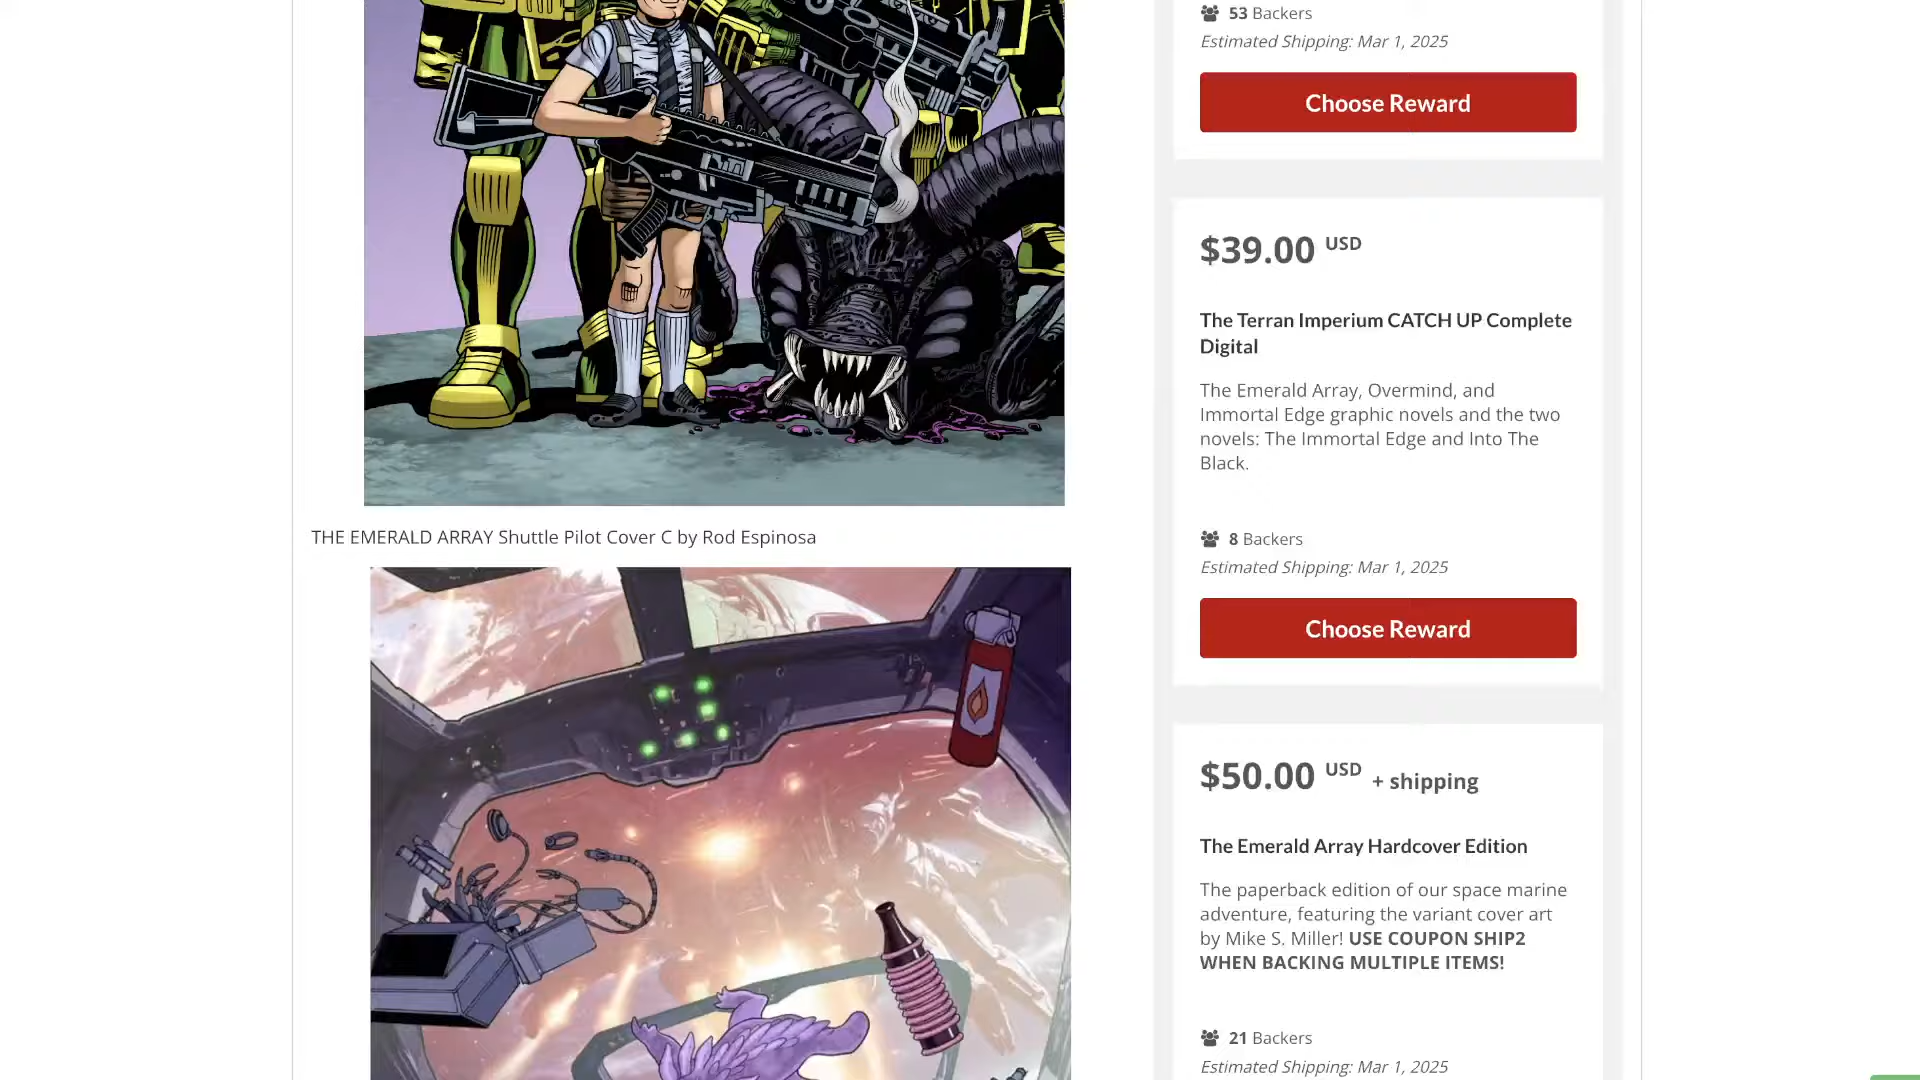 53 Backers
Estimated Shipping: Mar 1, 2025
Choose Reward
$39.00 USD
The Terran Imperium CATCH UP Complete
Digital
The Emerald Array, Overmind, and
Immortal Edge graphic novels and the two
novels: The Immortal Edge and Into The
Black.
8 Backers
Estimated Shipping: Mar 1, 2025
Choose Reward
THE EMERALD ARRAY Shuttle Pilot Cover C by Rod Espinosa
$50.00 USD + shipping
The Emerald Array Hardcover Edition
The paperback edition of our space marine
adventure, featuring the variant cover art
by Mike S. Miller! USE COUPON SHIP2
WHEN BACKING MULTIPLE ITEMS!
21 Backers
Estimated Shipping: Mar 1, 2025